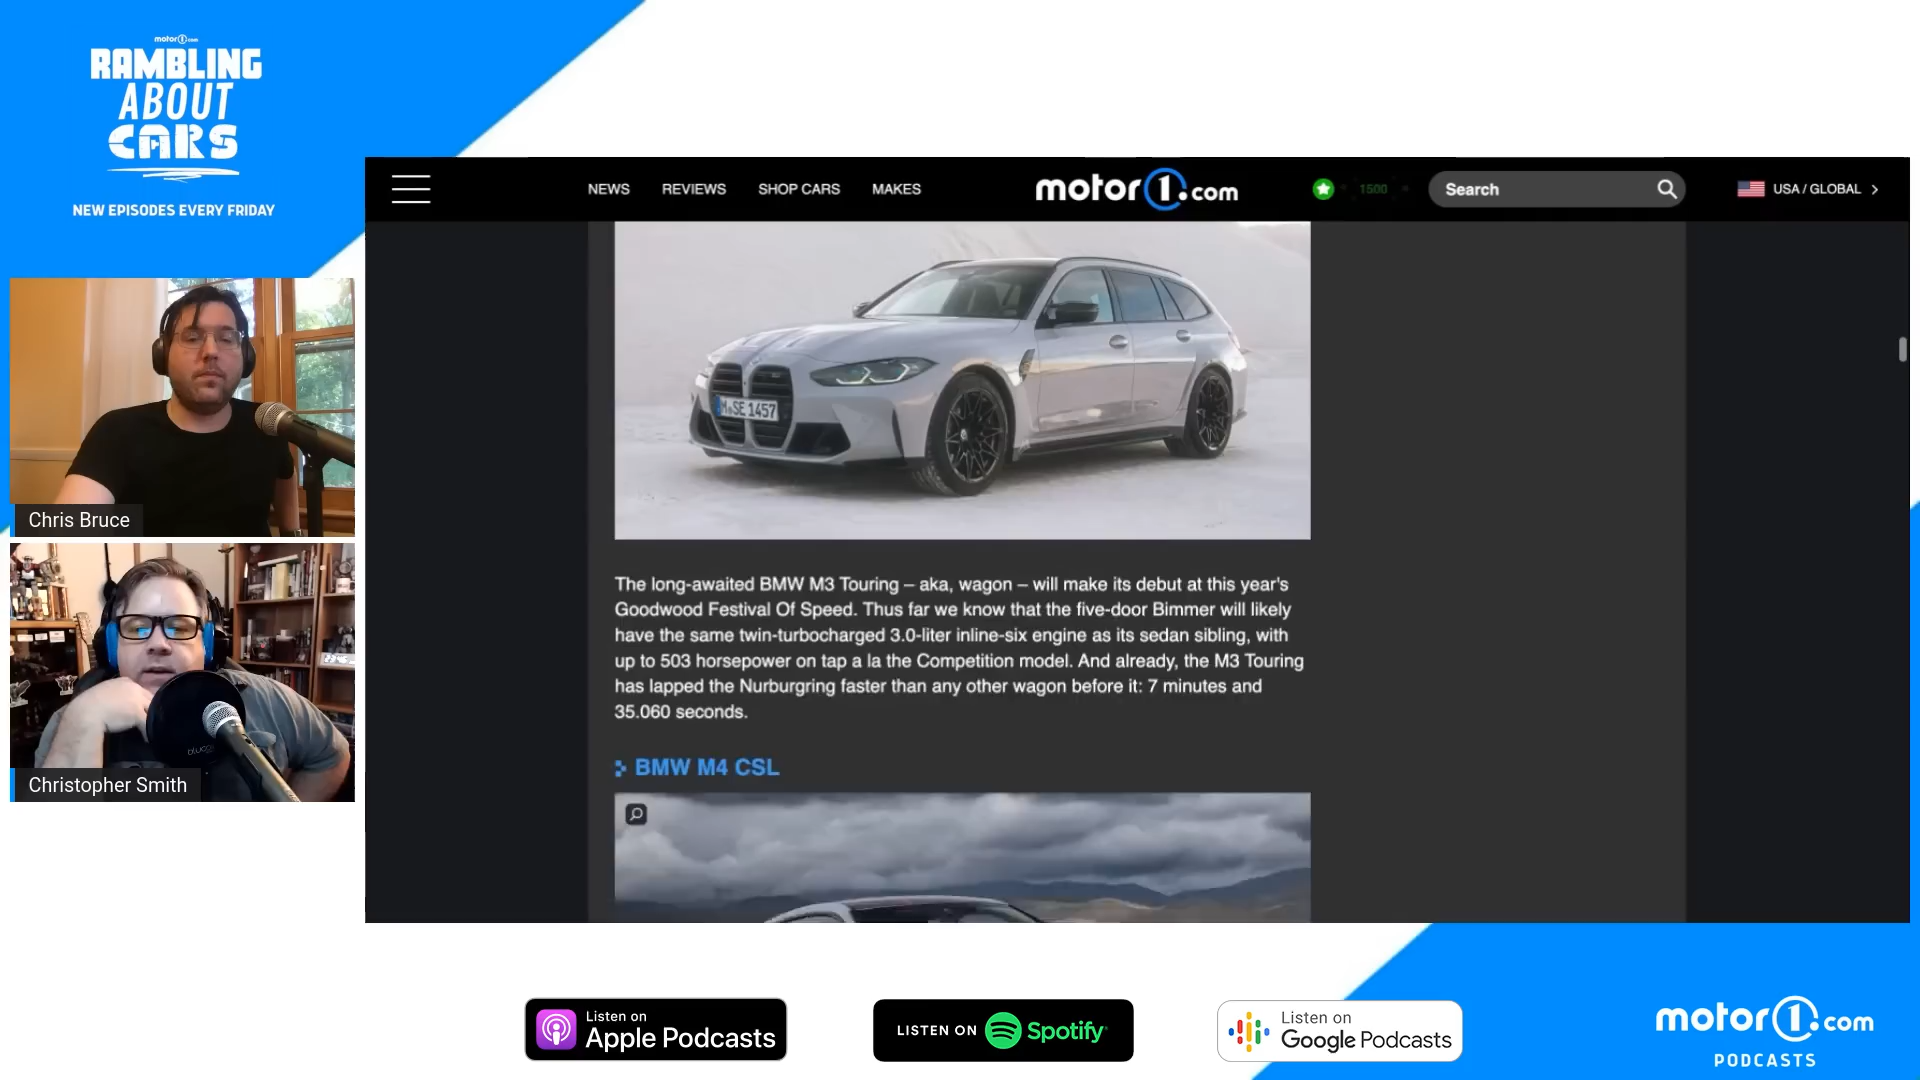 motor1.com
RAMBLING
ABOUT
CARS
NEW EPISODES EVERY FRIDAY
NEWS
REVIEWS
SHOP CARS
MAKES
motor1.com
1500
Search
USA / GLOBAL
M SE 1457
Chris Bruce
The long-awaited BMW M3 Touring – aka, wagon – will make its debut at this year's
Goodwood Festival Of Speed. Thus far we know that the five-door Bimmer will likely
have the same twin-turbocharged 3.0-liter inline-six engine as its sedan sibling, with
up to 503 horsepower on tap a la the Competition model. And already, the M3 Touring
has lapped the Nurburgring faster than any other wagon before it: 7 minutes and
35.060 seconds.
blue
Christopher Smith
BMW M4 CSL
Listen on
Apple Podcasts
LISTEN ON Spotify
Listen on
Google Podcasts
motor1.com
PODCASTS